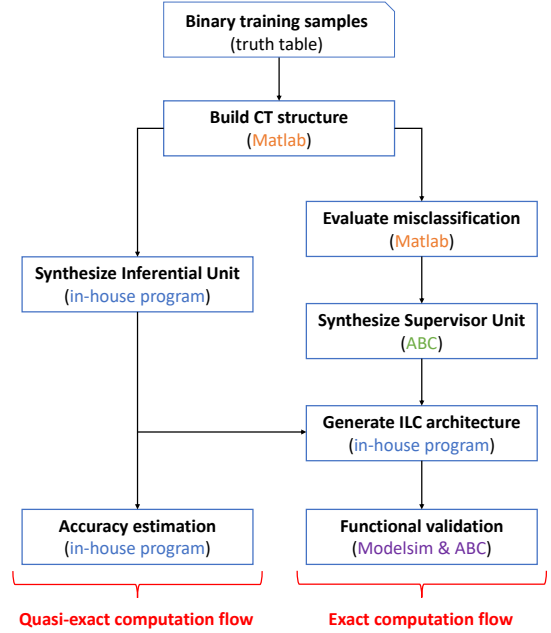 Binary training samples
(truth table)
Build CT structure
(Matlab)
Evaluate misclassification
(Matlab)
Synthesize Inferential Unit
(in-house program)
Synthesize Supervisor Unit
(ABC)
Generate ILC architecture
(in-house program)
Accuracy estimation
(in-house program)
Functional validation
(Modelsim & ABC)
Quasi-exact computation flow
Exact computation flow